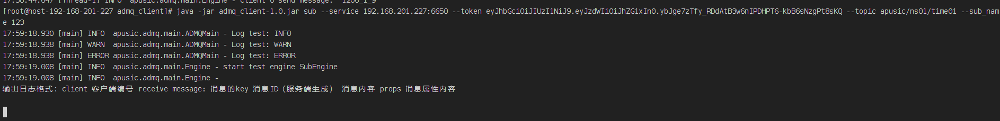 17:58:44.647 [Thread-1] INFO  apusic.admq.main.Engine - client 0 send message:  1206_1_9
[root@host-192-168-201-227 admq_client]# java -jar admq_client-1.0.jar sub --service 192.168.201.227:6650 --token eyJhbGciOiJIUzI1NiJ9.eyJzdWIiOiJhZG1xIn0.ybJge7zTfy_RDdAtB3w6nIPDHPT6-kbB6sNzgPt8sKQ --topic apusic/ns01/time01 --sub_nam
e 123
17:59:18.930 [main] INFO  apusic.admq.main.ADMQMain - Log test: INFO
17:59:18.938 [main] WARN  apusic.admq.main.ADMQMain - Log test: WARN
17:59:18.938 [main] ERROR apusic.admq.main.ADMQMain - Log test: ERROR
17:59:19.008 [main] INFO  apusic.admq.main.Engine - start test engine SubEngine
17:59:19.008 [main] INFO  apusic.admq.main.Engine -
输出日志格式: client 客户端编号 receive message: 消息的key 消息ID（服务端生成） 消息内容 props 消息属性内容